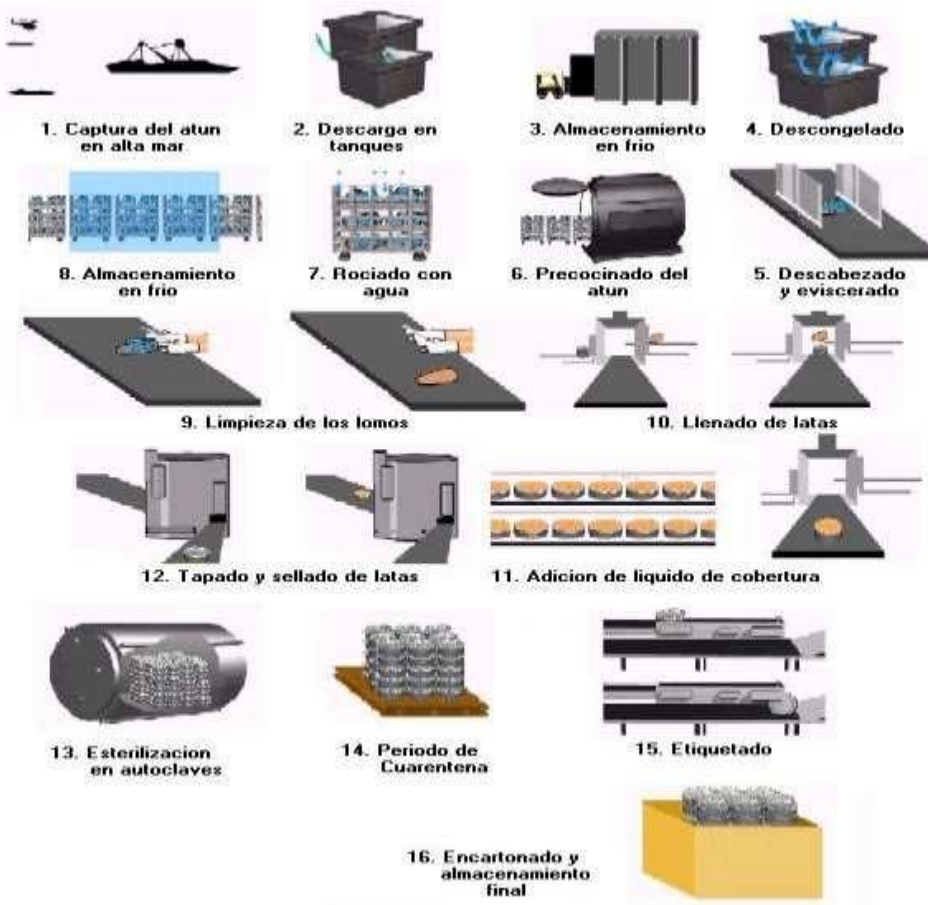 1. Captura del atun
en alta mar
2. Descarga en
tanques
3. Almacenamiento
en frio
4. Descongelado
8. Almacenamiento
en frio
7. Rociado con
agua
6. Precocinado del
atun
5. Descabezado
y eviscerado
9. Limpieza de los lomos
10. Llenado de latas
12. Tapado y sellado de latas
11. Adicion de liquido de cobertura
13. Esterilizacion
en autoclaves
14. Periodo de
Cuarentena
15. Etiquetado
16. Encartonado y
almacenamiento
final